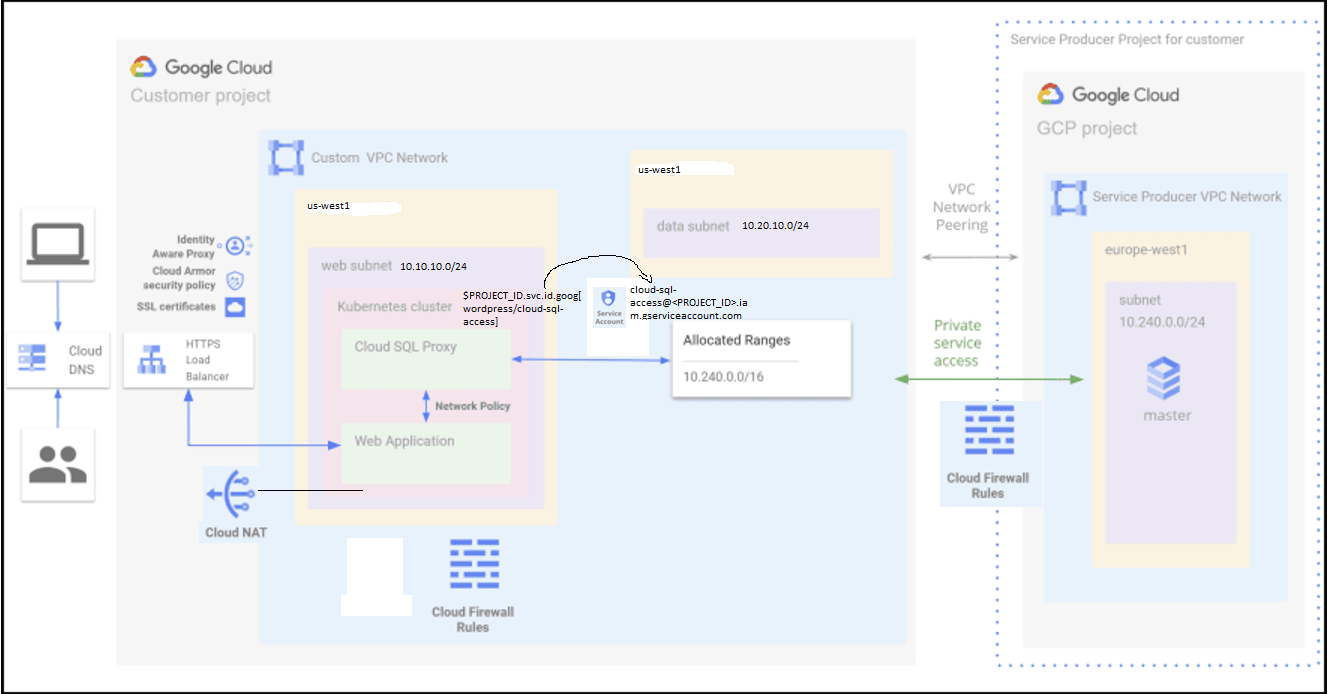 Service Producer Project for customer
Google Cloud
Customer project
Google Cloud
GCP project
Custom VPC Network
us-west1
us-west1
data subnet 10.20.10.0/24
VPC
Network
Peering
Service Producer VPC Network
europe-west1
Identity
Aware Proxy
Cloud Armor
security policy
SSL certificates
web subnet 10.10.10.0/24
Kubernetes cluster
$PROJECT_ID.svc.id.goog[
wordpress/cloud-sql-
access]
Service
Account
cloud-sql-
access@<PROJECT_ID>.ia
m.gserviceaccount.com
subnet
10.240.0.0/24
master
Cloud
DNS
HTTPS
Load
Balancer
Cloud SQL Proxy
Network Policy
Web Application
Allocated Ranges
10.240.0.0/16
Private
service
access
Cloud Firewall
Rules
Cloud NAT
Cloud Firewall
Rules